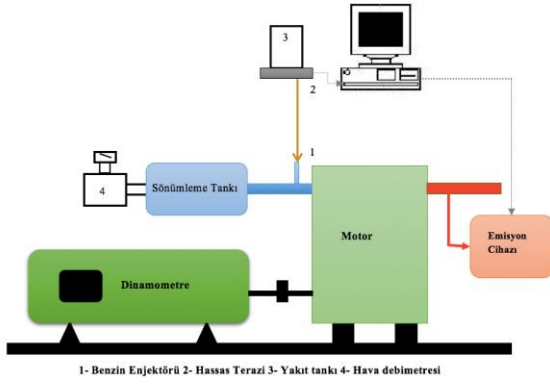 3
2
1
4
Sönümleme Tankı
Motor
Emisyon
Cihazı
Dinamometre
1- Benzin Enjektörü 2- Hassas Terazi 3- Yakıt tankı 4- Hava debimetresi